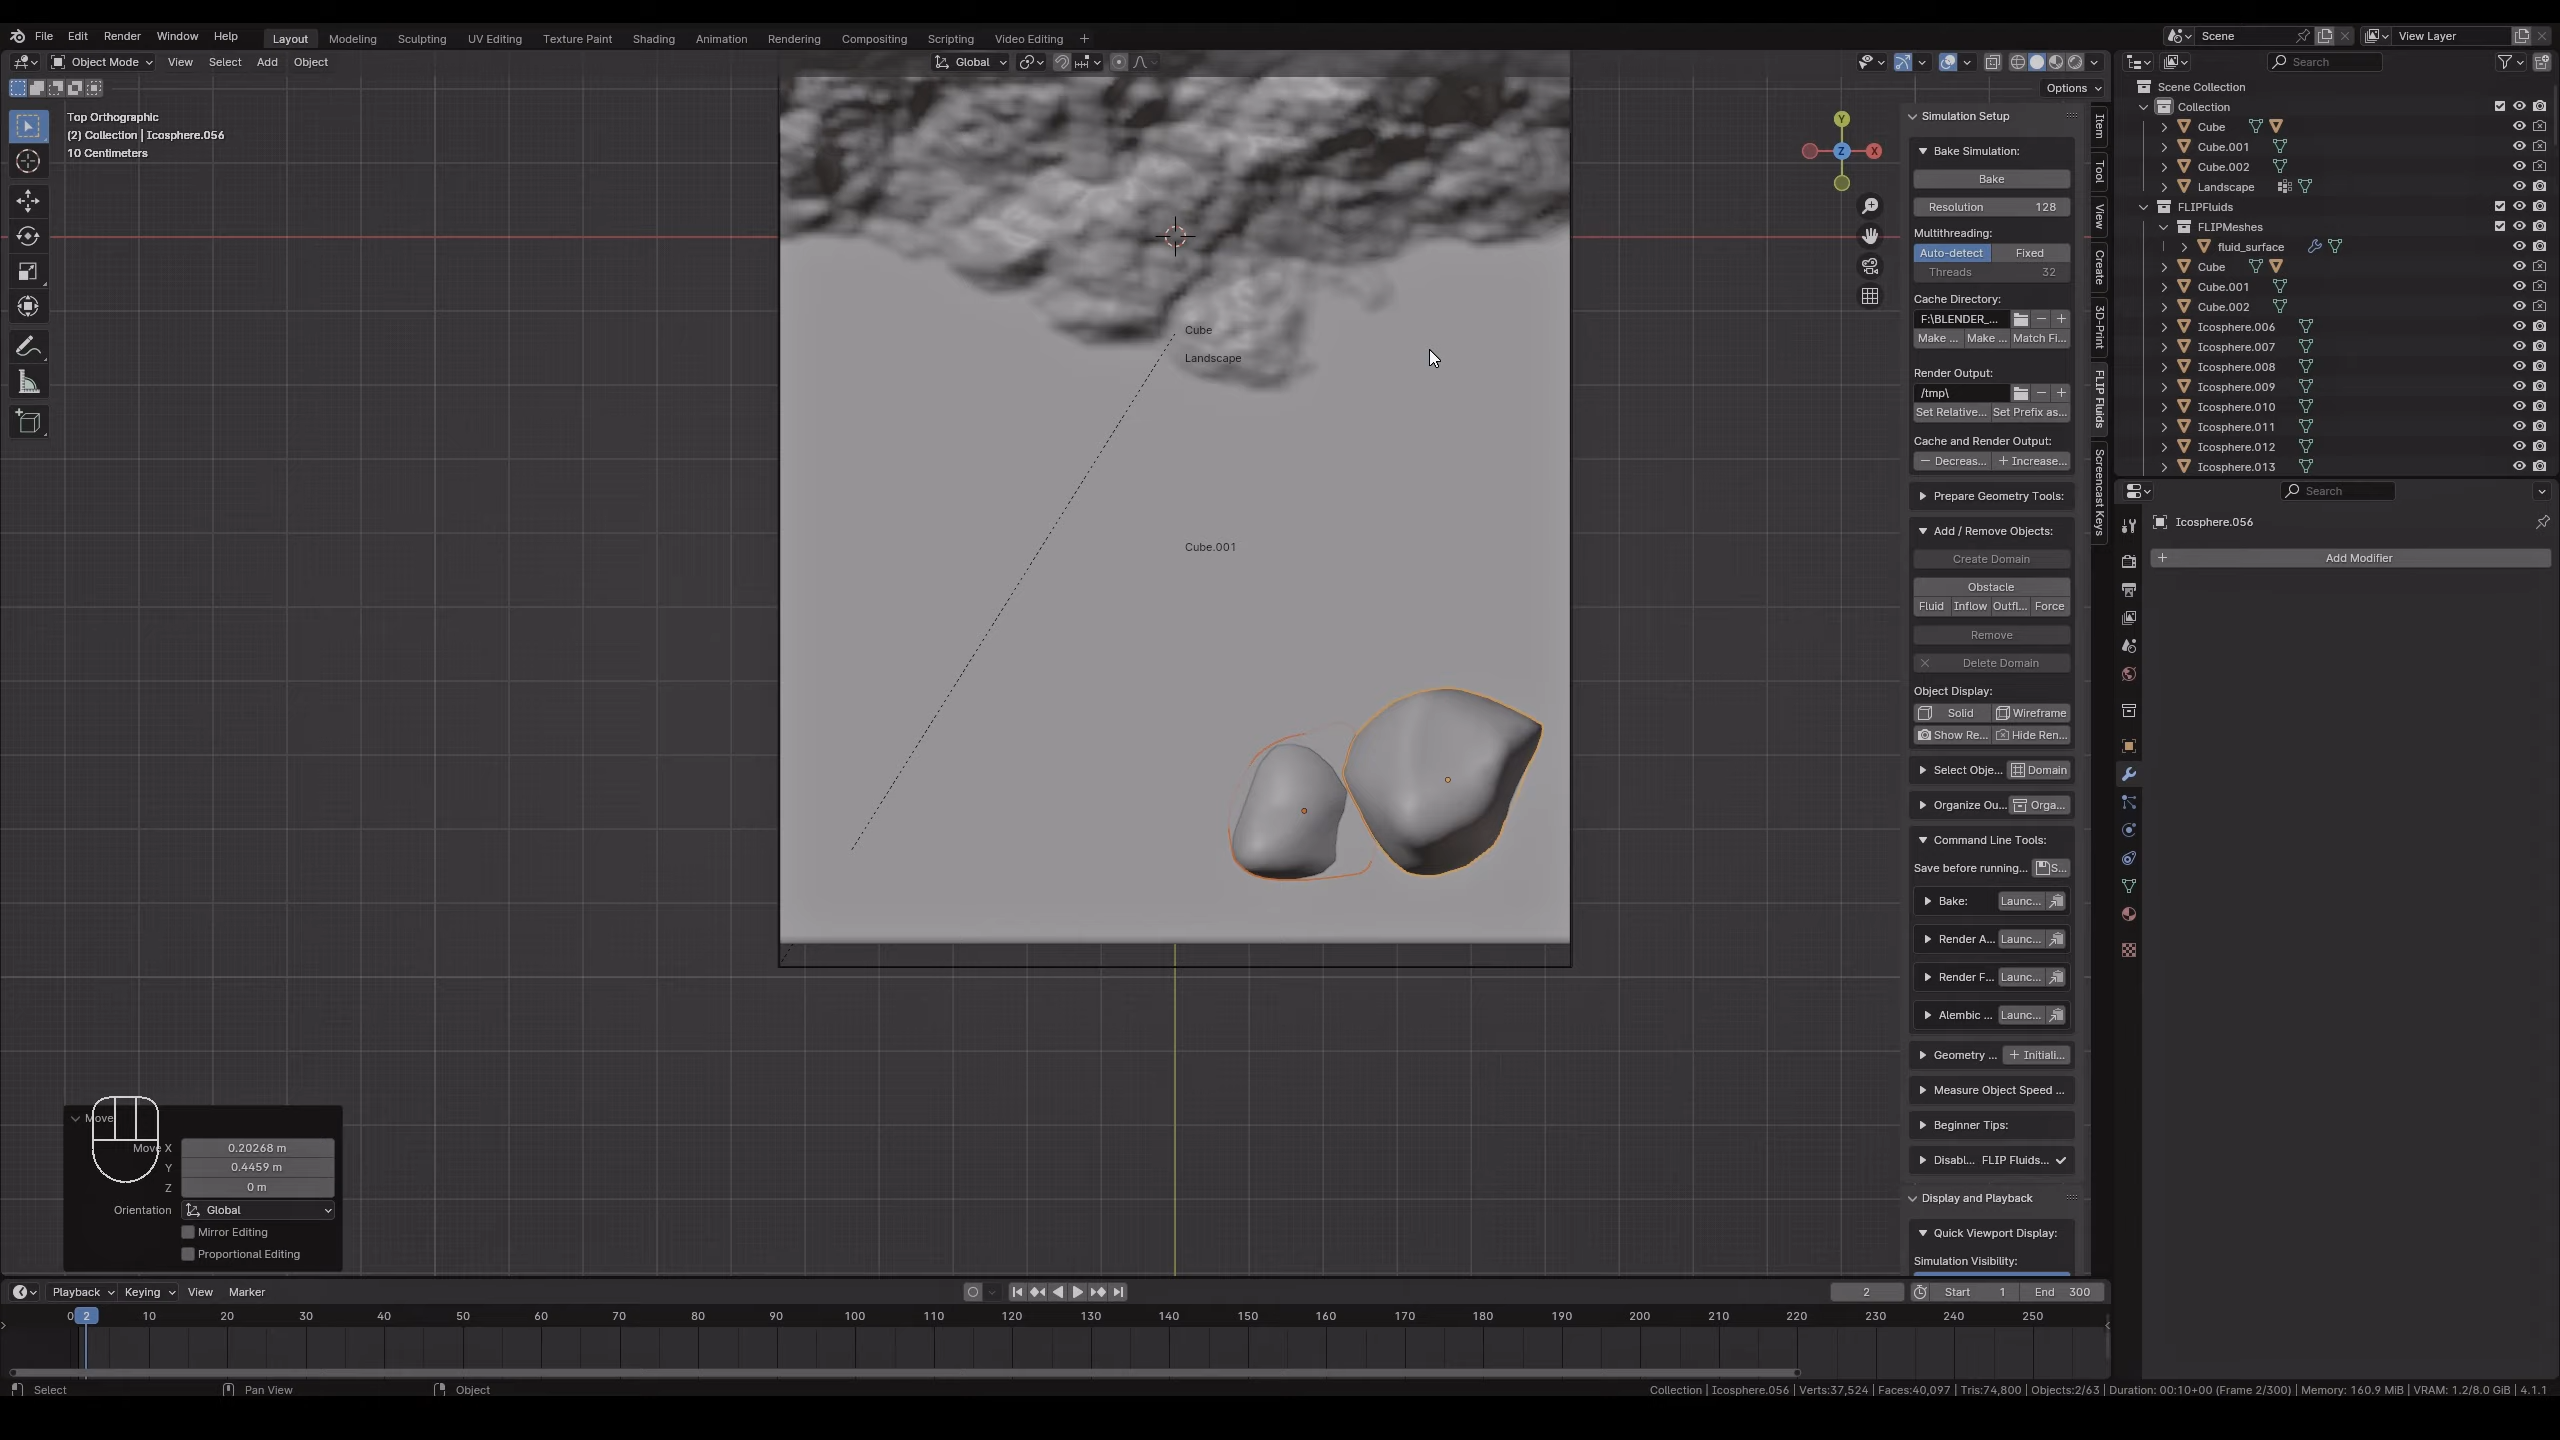 File Edit Render Window Help Layout Modeling Sculpting UV Editing Texture Paint Shading Animation Rendering Compositing Scripting Video Editing + Scene View Layer
Object Mode View Select Add Object Global Search
Options
Top Orthographic
(2) Collection | Icosphere.056
10 Centimeters
Cube
Landscape
Cube.001
Y
X
Z
Move
Move X 0.20268 m
Y 0.4459 m
Z 0 m
Orientation Global
Mirror Editing
Proportional Editing
Simulation Setup
Bake Simulation:
Bake
Resolution 128
Multithreading:
Auto-detect Fixed
Threads 32
Cache Directory:
F:\BLENDER_...
Make ... Make ... Match Fi...
Render Output:
/tmp\
Set Relative... Set Prefix as...
Cache and Render Output:
Decreas... Increase...
Prepare Geometry Tools:
Add / Remove Objects:
Create Domain
Obstacle
Fluid Inflow Outfl... Force
Remove
Delete Domain
Object Display:
Solid Wireframe
Show Re... Hide Ren...
Select Obje... Domain
Organize Ou... Orga...
Command Line Tools:
Save before running... S...
Bake: Launc...
Render A... Launc...
Render F... Launc...
Alembic ... Launc...
Geometry ... Initiali...
Measure Object Speed ...
Beginner Tips:
Disabl... FLIP Fluids...
Display and Playback
Quick Viewport Display:
Simulation Visibility:
Item
Tool
View
Create
3D-Print
FLIP Fluids
Screencast Keys
Scene Collection
Collection
Cube
Cube.001
Cube.002
Landscape
FLIPFluids
FLIPMeshes
fluid_surface
Cube
Cube.001
Cube.002
Icosphere.006
Icosphere.007
Icosphere.008
Icosphere.009
Icosphere.010
Icosphere.011
Icosphere.012
Icosphere.013
Search
Icosphere.056
Add Modifier
Playback Keying View Marker 2 Start 1 End 300
0 2 10 20 30 40 50 60 70 80 90 100 110 120 130 140 150 160 170 180 190 200 210 220 230 240 250
Select Pan View Object Collection | Icosphere.056 | Verts:37,524 | Faces:40,097 | Tris:74,800 | Objects:2/63 | Duration: 00:10+00 (Frame 2/300) | Memory: 160.9 MiB | VRAM: 1.2/8.0 GiB | 4.1.1